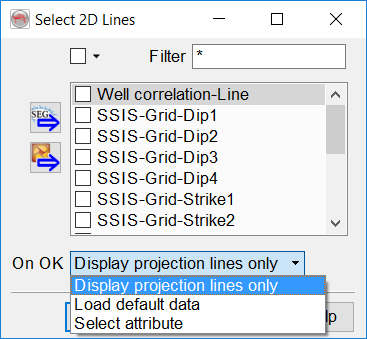 Select 2D Lines
Filter *
Well correlation-Line
SSIS-Grid-Dip1
SEG
SSIS-Grid-Dip2
SSIS-Grid-Dip3
SSIS-Grid-Dip4
SSIS-Grid-Strike1
SSIS-Grid-Strike2
On OK Display projection lines only
Display projection lines only
Load default data
Select attribute